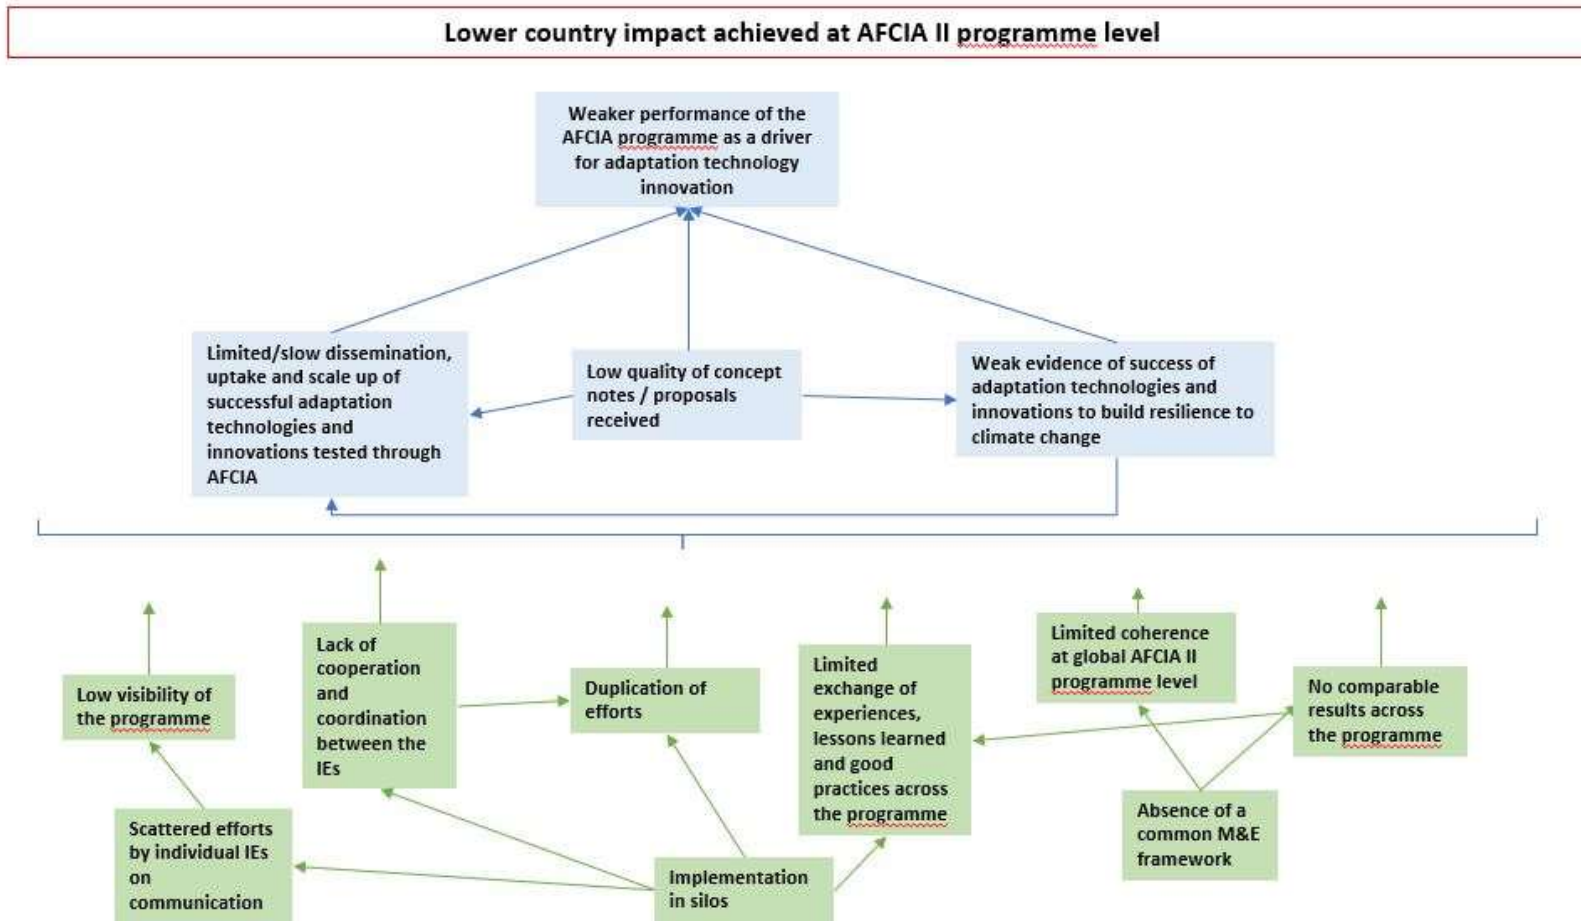 Lower country impact achieved at AFCIA II programme level
Weaker performance of the
AFCIA programme as a driver
for adaptation technology
innovation
Limited/slow dissemination,
uptake and scale up of
successful adaptation
technologies and
innovations tested through
AFCIA
Low quality of concept
notes / proposals
received
Weak evidence of success of
adaptation technologies and
innovations to build resilience to
climate change
Low visibility of
the programme
Lack of
cooperation
and
coordination
between the
IEs
Duplication of
efforts
Limited
exchange of
experiences,
lessons learned
and good
practices across
the programme
Limited coherence
at global AFCIA II
programme level
No comparable
results across
the programme
Scattered efforts
by individual IEs
on
communication
Implementation
in silos
Absence of a
common M&E
framework